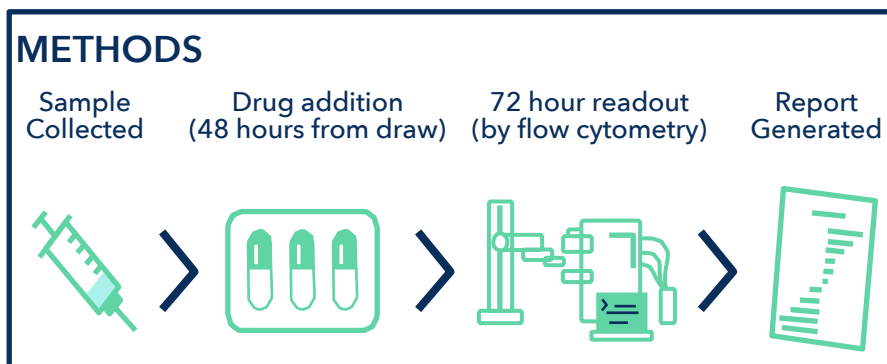 METHODS
Sample
Collected
Drug addition
(48 hours from draw)
72 hour readout
(by flow cytometry)
Report
Generated